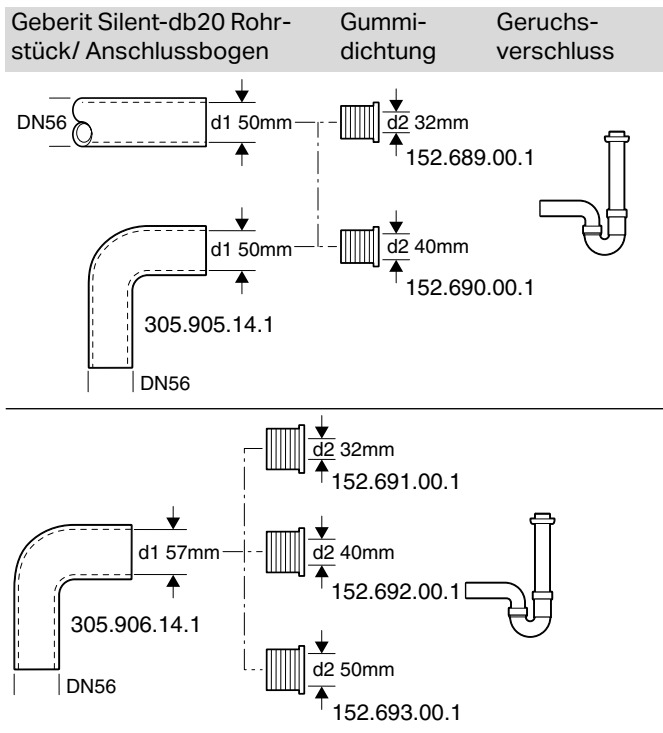 Geberit Silent-db20 Rohr-
stück/ Anschlussbogen
Gummi-
dichtung
Geruchs-
verschluss
DN56
d1 50mm
d2 32mm
152.689.00.1
d1 50mm
d2 40mm
152.690.00.1
305.905.14.1
DN56
d2 32mm
152.691.00.1
d1 57mm
d2 40mm
152.692.00.1
305.906.14.1
d2 50mm
DN56
152.693.00.1